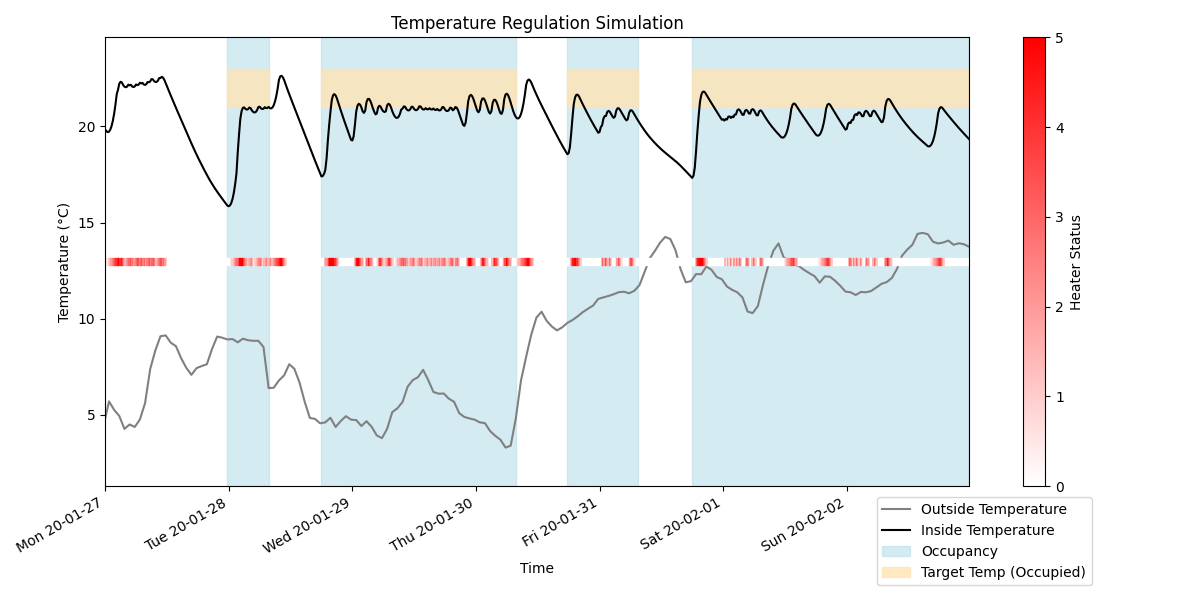 Temperature Regulation Simulation
Temperature (°C)
20
15
10
5
Mon 20-01-27
Tue 20-01-28
Wed 20-01-29
Thu 20-01-30
Fri 20-01-31
Sat 20-02-01
Sun 20-02-02
Time
5
4
3
2
1
0
Heater Status
Outside Temperature
Inside Temperature
Occupancy
Target Temp (Occupied)